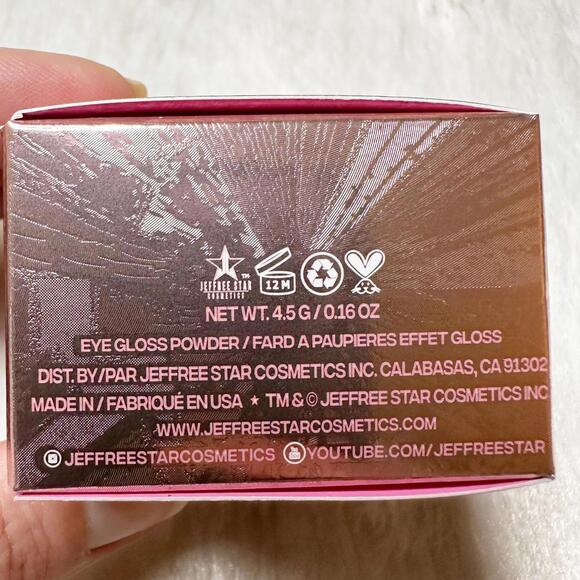 JEFFREE STAR™
COSMETICS
12 M
NET WT. 4.5 G / 0.16 OZ
EYE GLOSS POWDER / FARD A PAUPIERES EFFET GLOSS
DIST. BY /PAR JEFFREE STAR COSMETICS INC. CALABASAS, CA 91302
MADE IN / FABRIQUÉ EN USA ★ TM & © JEFFREE STAR COSMETICS INC
WWW.JEFFREESTARCOSMETICS.COM
JEFFREESTARCOSMETICS YOUTUBE.COM/JEFFREESTAR